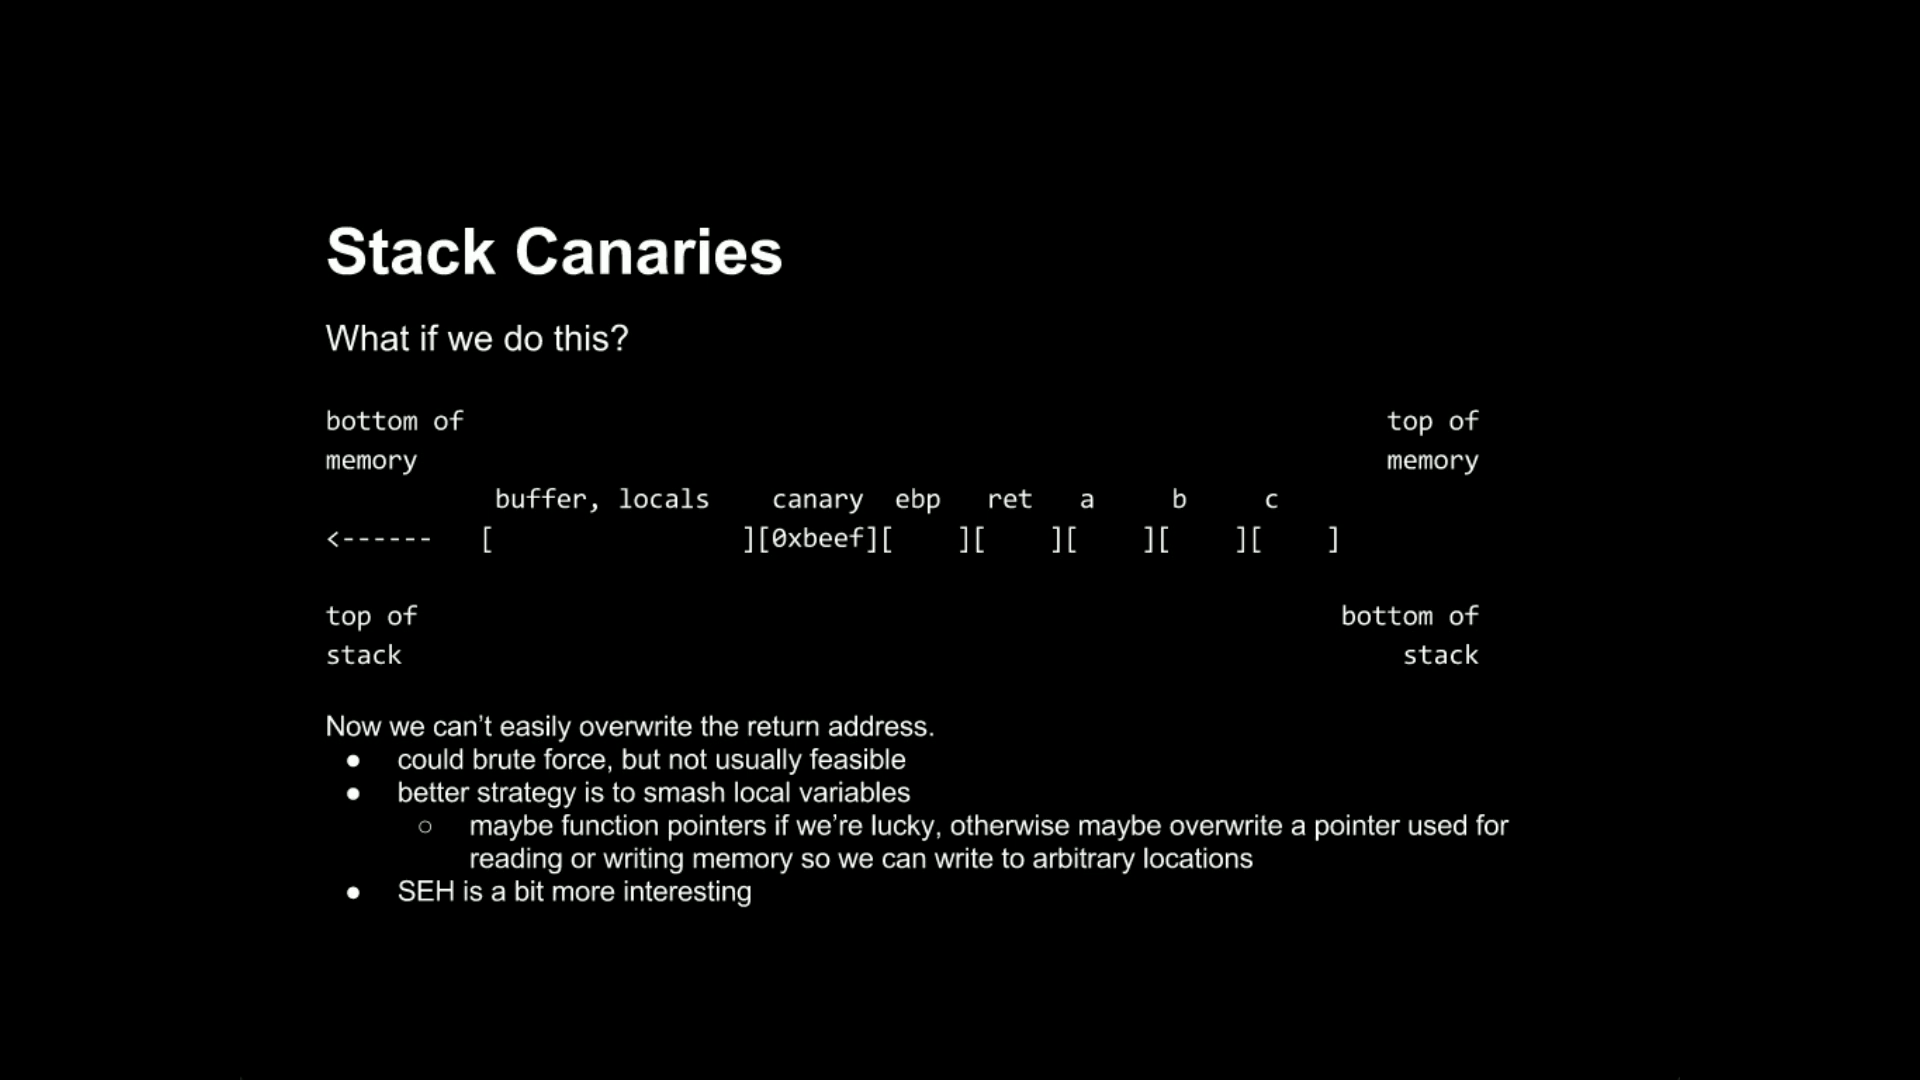 Stack Canaries
What if we do this?
bottom of                                                            top of
memory                                                               memory
           buffer, locals    canary  ebp   ret   a     b     c
<------   [                ][0xbeef][    ][    ][    ][    ][    ]
top of                                                            bottom of
stack                                                                 stack
Now we can’t easily overwrite the return address.
● could brute force, but not usually feasible
● better strategy is to smash local variables
○ maybe function pointers if we’re lucky, otherwise maybe overwrite a pointer used for
reading or writing memory so we can write to arbitrary locations
● SEH is a bit more interesting